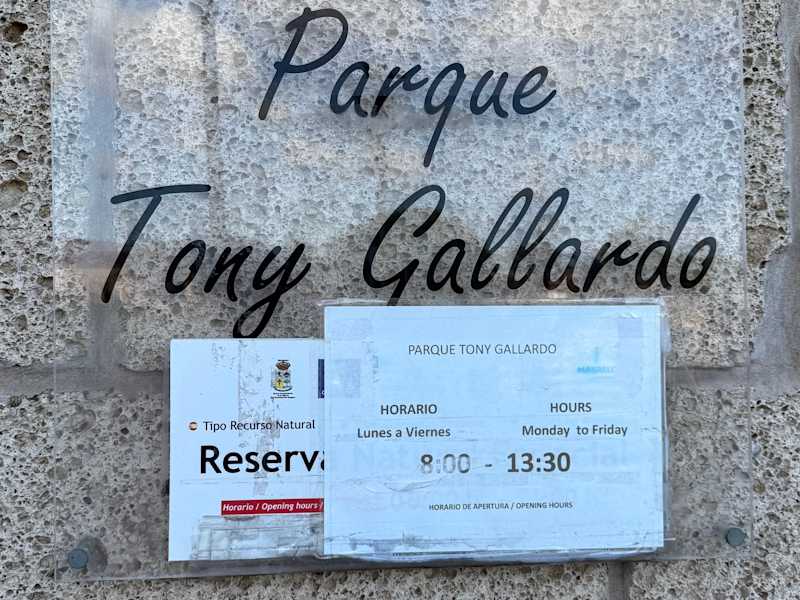 Parque
Tony Gallardo
PARQUE TONY GALLARDO
HORARIO HOURS
Lunes a Viernes Monday to Friday
8:00 - 13:30
HORARIO DE APERTURA / OPENING HOURS
Tipo Recurso Natural
Reserva
Horario / Opening hours /